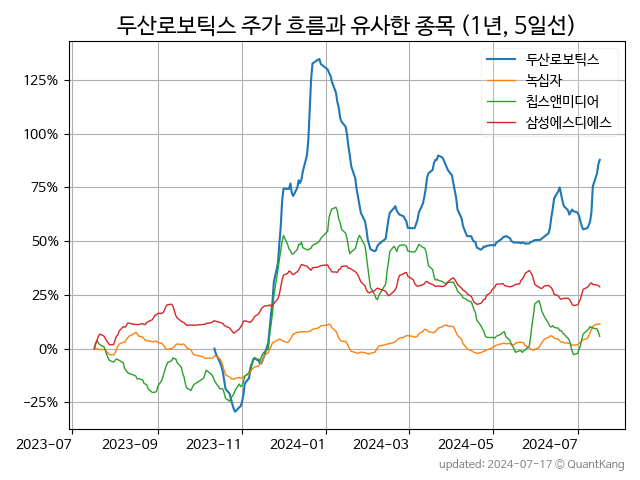 두산로보틱스 주가 흐름과 유사한 종목 (1년, 5일선)
두산로보틱스
녹십자
칩스앤미디어
삼성에스디에스
125%
100%
75%
50%
25%
0%
−25%
2023-07
2023-09
2023-11
2024-01
2024-03
2024-05
2024-07
updated: 2024-07-17 © QuantKang